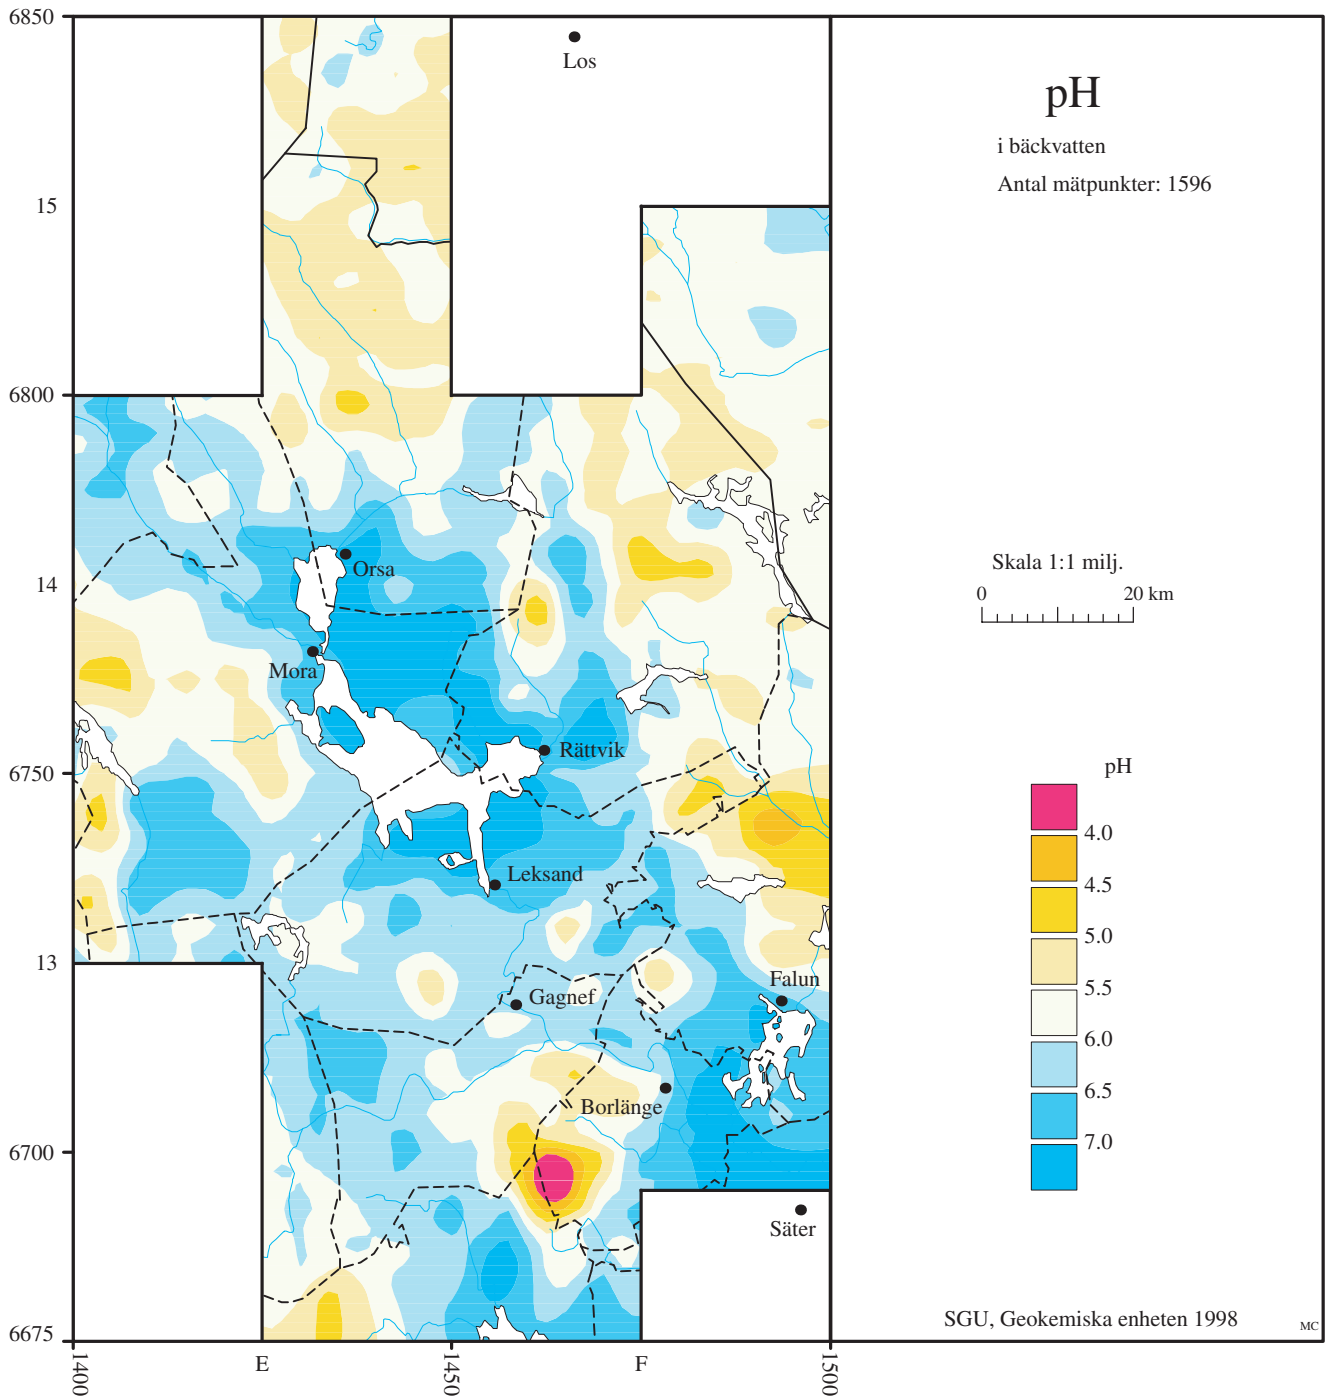 6850
15
6800
14
6750
13
6700
6675
1400
E
1450
F
1500
Los
Orsa
Mora
Rättvik
Leksand
Gagnef
Falun
Borlänge
Säter
pH
i bäckvatten
Antal mätpunkter: 1596
Skala 1:1 milj.
0 20 km
pH
4.0
4.5
5.0
5.5
6.0
6.5
7.0
SGU, Geokemiska enheten 1998
MC